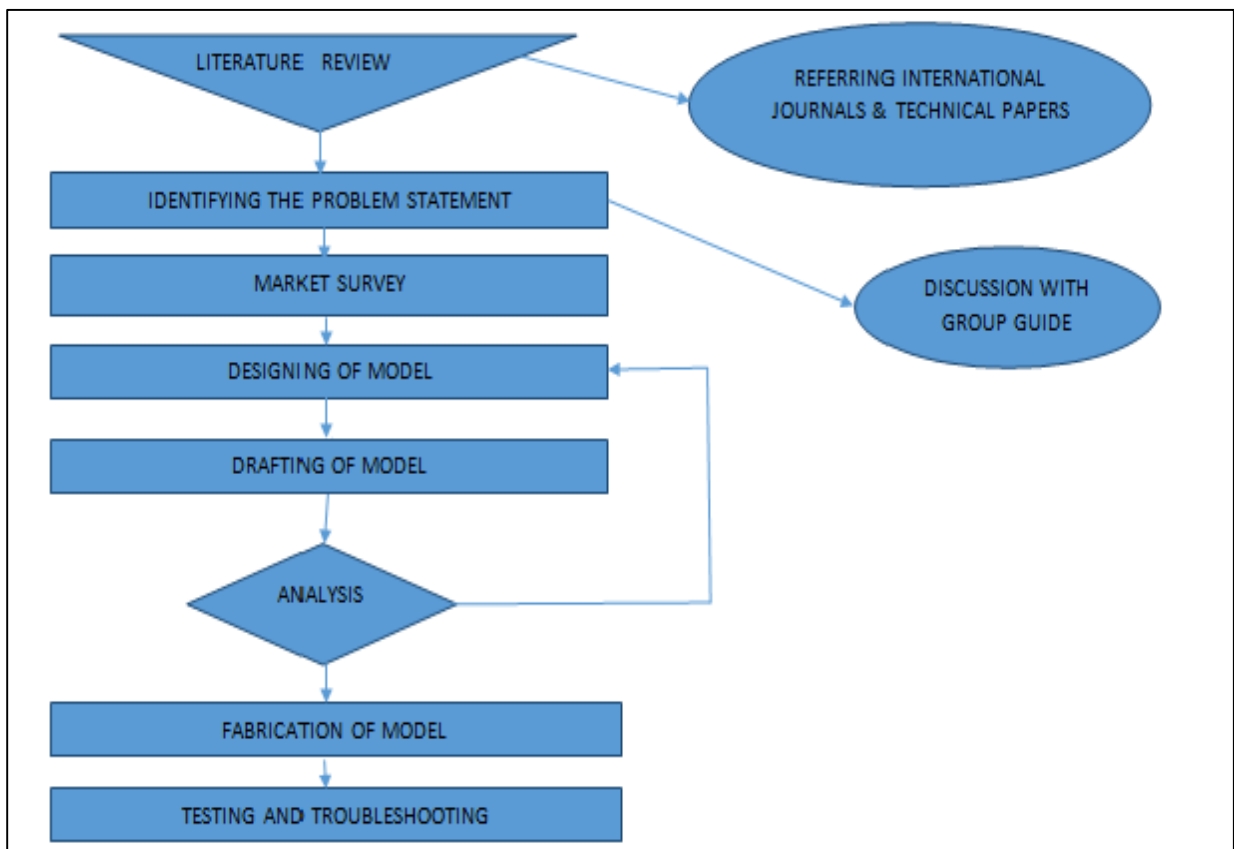 LITERATURE REVIEW
REFERRING INTERNATIONAL
JOURNALS & TECHNICAL PAPERS
IDENTIFYING THE PROBLEM STATEMENT
MARKET SURVEY
DISCUSSION WITH
GROUP GUIDE
DESIGNING OF MODEL
DRAFTING OF MODEL
ANALYSIS
FABRICATION OF MODEL
TESTING AND TROUBLESHOOTING